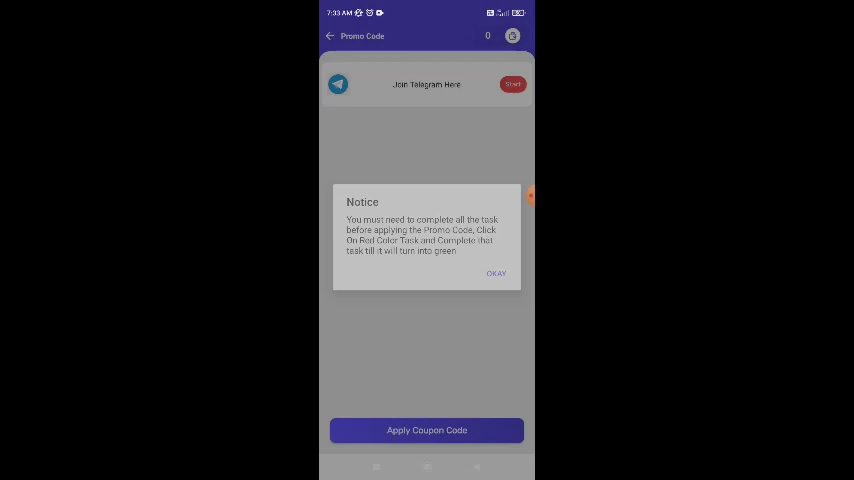 7:33 AM
Promo Code
0
Join Telegram Here
Start
Notice
You must need to complete all the task
before applying the Promo Code, Click
On Red Color Task and Complete that
task till it will turn into green
OKAY
Apply Coupon Code